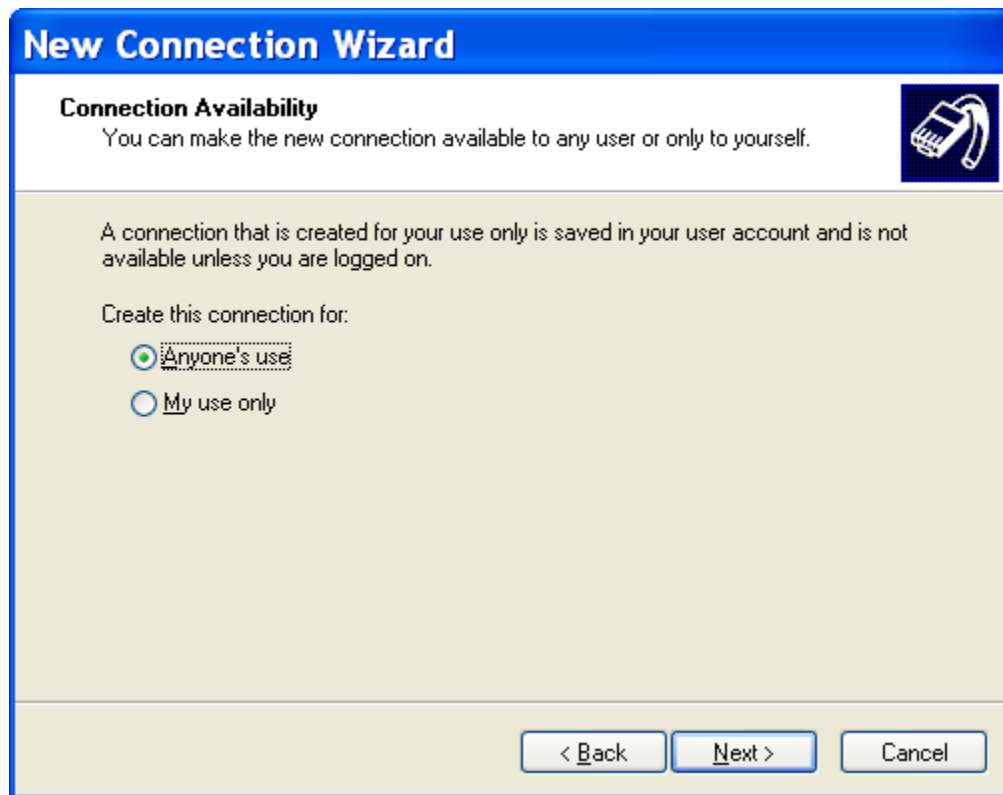 New Connection Wizard
Connection Availability
You can make the new connection available to any user or only to yourself.
A connection that is created for your use only is saved in your user account and is not
available unless you are logged on.
Create this connection for:
Anyone's use
My use only
< Back
Next >
Cancel